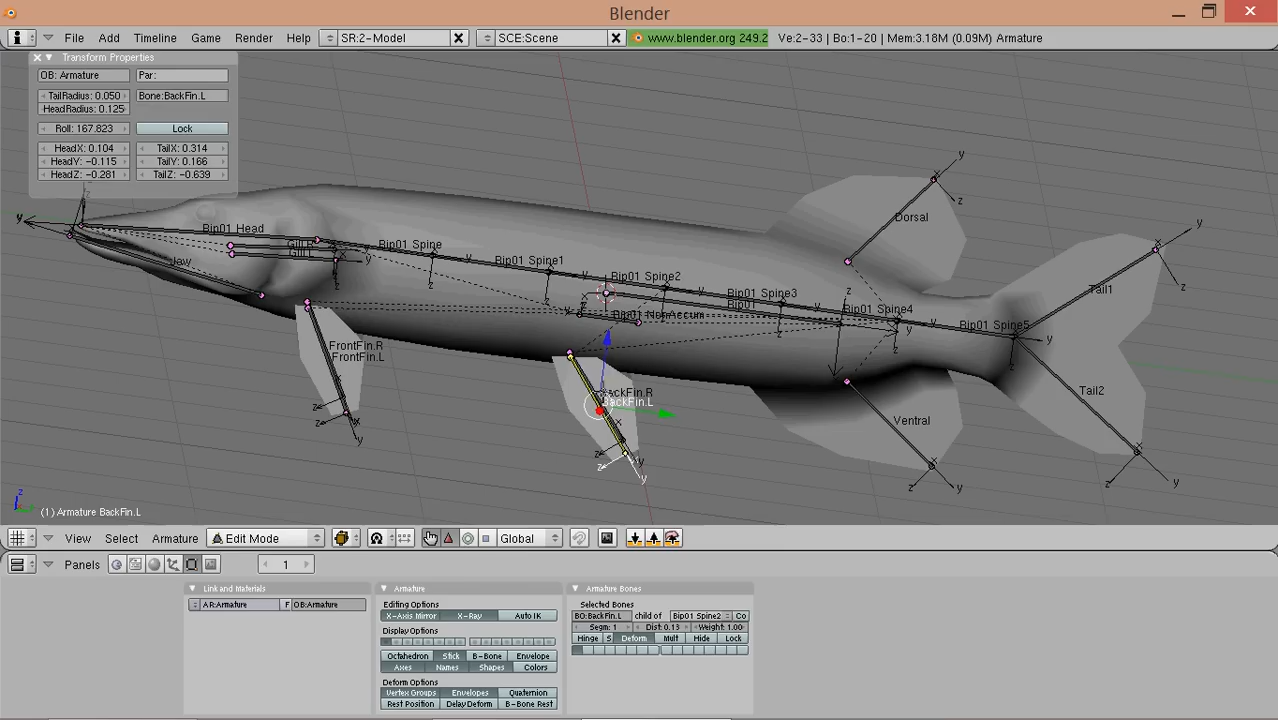 Blender
File Add Timeline Game Render Help SR:2-Model SCE:Scene www.blender.org 249.2 Ve:2-33 | Bo:1-20 | Mem:3.18M (0.09M) Armature
Transform Properties
OB: Armature Par:
TailRadius: 0.050 Bone:BackFin.L
HeadRadius: 0.125
Roll: 167.823 Lock
HeadX: 0.104 TailX: 0.314
HeadY: -0.115 TailY: 0.166
HeadZ: -0.281 TailZ: -0.639
Bip01 Head
Bip01 Spine
Bip01 Spine1
Bip01 Spine2
Bip01 Spine3
Bip01
Bip01 Spine4
Bip01 Spine5
Bip01 NonAccum
Jaw
Dorsal
Tail1
Tail2
Ventral
FrontFin.R
FrontFin.L
BackFin.R
BackFin.L
x
y
z
(1) Armature BackFin.L
View Select Armature Edit Mode Global
Panels 1
Link and Materials
AR:Armature F OB:Armature
Armature
Editing Options
X-Axis Mirror X-Ray Auto IK
Display Options
Octahedron Stick B-Bone Envelope
Axes Names Shapes Colors
Deform Options
Vertex Groups Envelopes Quaternion
Rest Position Delay Deform B-Bone Rest
Armature Bones
Selected Bones
BO:BackFin.L child of Bip01 Spine2 Co
Segm: 1 Dist: 0.13 Weight: 1.00
Hinge S Deform Mult Hide Lock